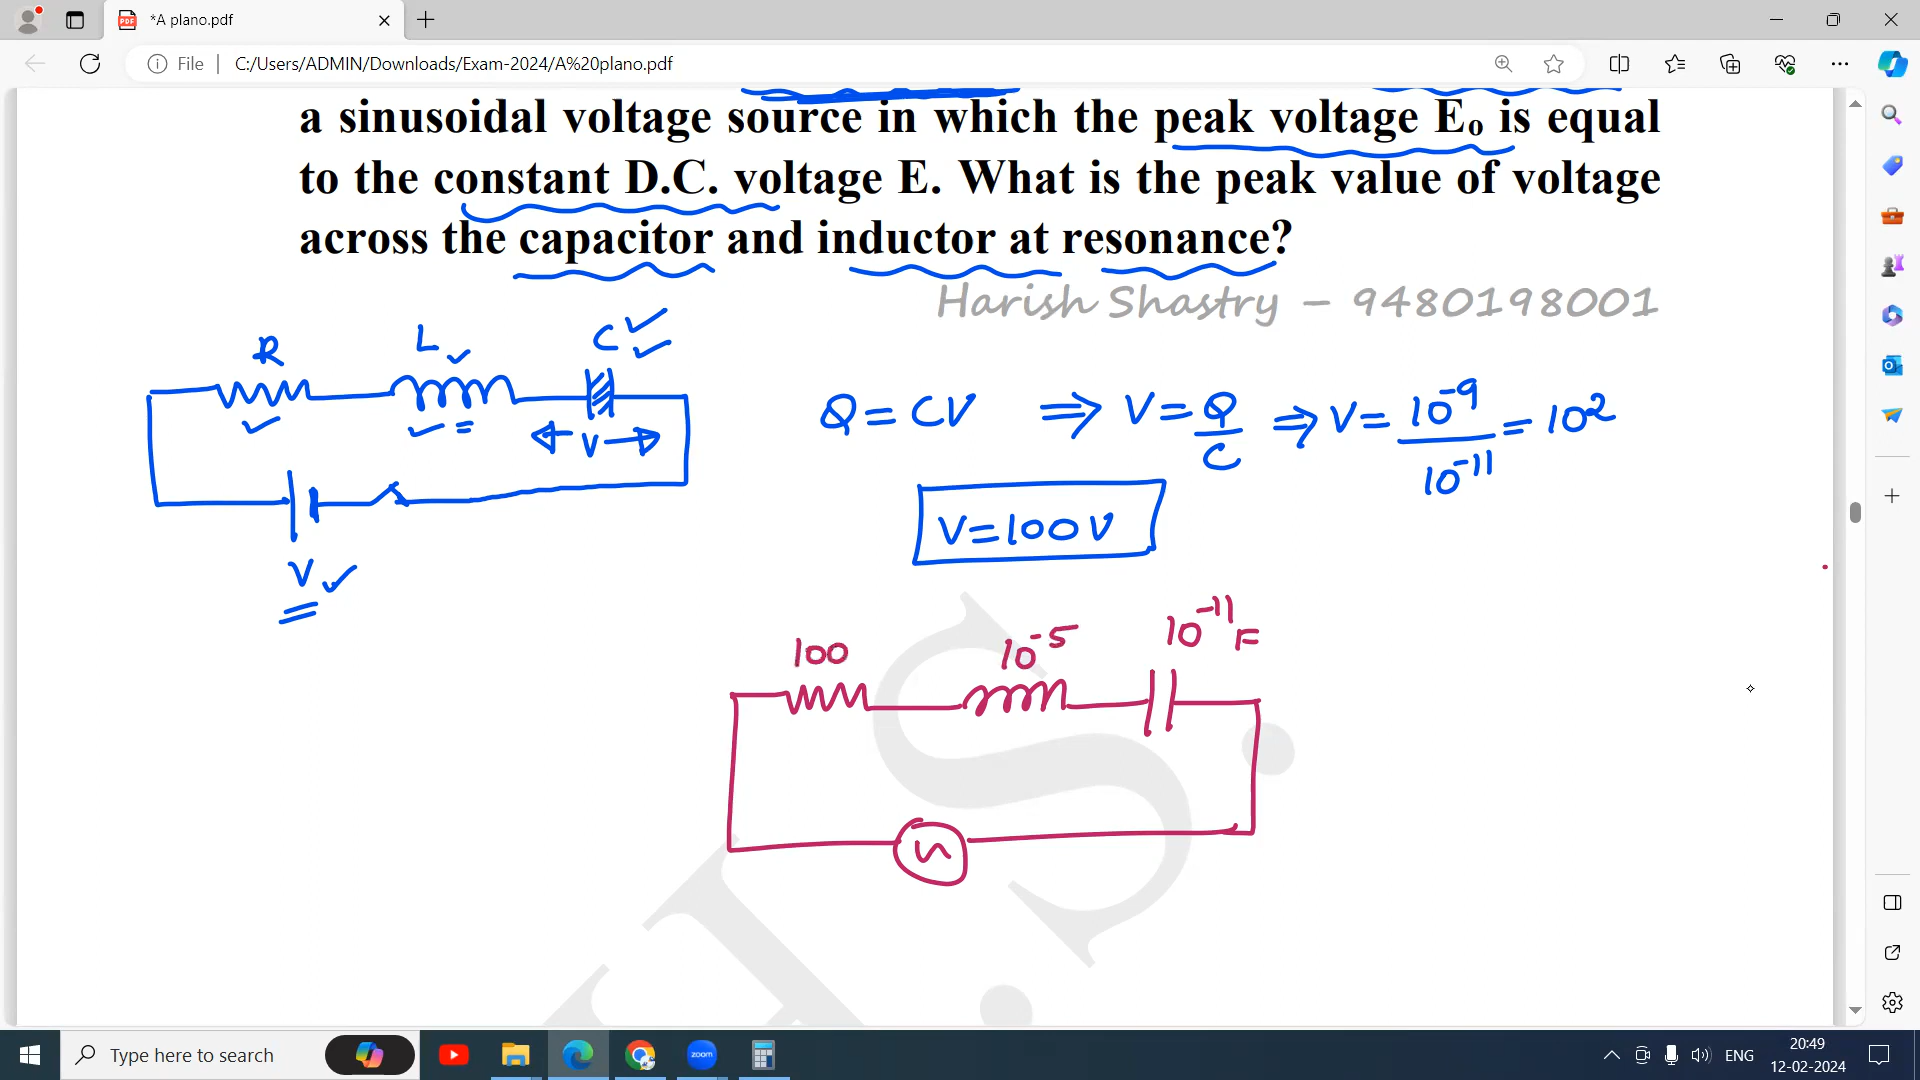 *A plano.pdf
File | C:/Users/ADMIN/Downloads/Exam-2024/A%20plano.pdf
a sinusoidal voltage source in which the peak voltage Eₒ is equal
to the constant D.C. voltage E. What is the peak value of voltage
across the capacitor and inductor at resonance?
Harish Shastry – 9480198001
R L C
V
V
Q = CV ⇒ V = Q/C ⇒ V = 10⁻⁹/10⁻¹¹ = 10²
V=100V
100 10⁻⁵ 10⁻¹¹F
H.S.
Type here to search
zoom
ENG
20:49
12-02-2024